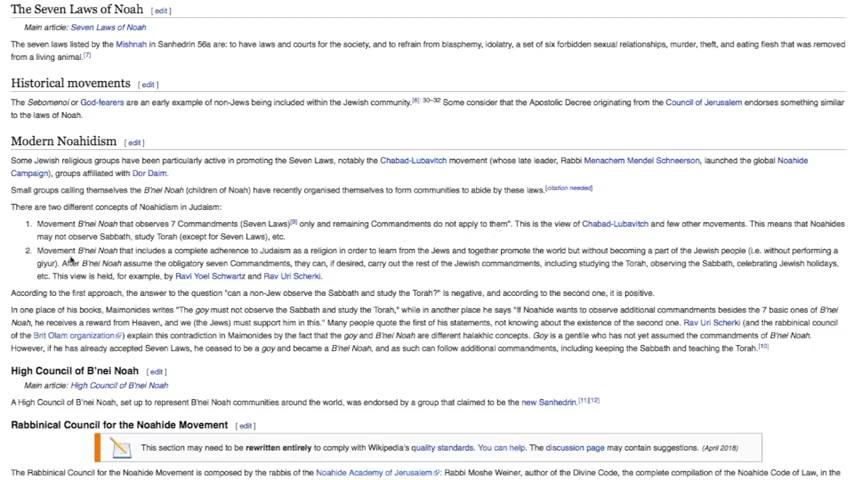 The Seven Laws of Noah [ edit ]
Main article: Seven Laws of Noah
The seven laws listed by the Mishnah in Sanhedrin 56a are: to have laws and courts for the society, and to refrain from blasphemy, idolatry, a set of six forbidden sexual relationships, murder, theft, and eating flesh that was removed
from a living animal.[7]
Historical movements [ edit ]
The Sebomenoi or God-fearers are an early example of non-Jews being included within the Jewish community.[8]: 30–32 Some consider that the Apostolic Decree originating from the Council of Jerusalem endorses something similar
to the laws of Noah.
Modern Noahidism [ edit ]
Some Jewish religious groups have been particularly active in promoting the Seven Laws, notably the Chabad-Lubavitch movement (whose late leader, Rabbi Menachem Mendel Schneerson, launched the global Noahide
Campaign), groups affiliated with Dor Daim.
Small groups calling themselves the B'nei Noah (children of Noah) have recently organised themselves to form communities to abide by these laws.[citation needed]
There are two different concepts of Noahidism in Judaism:
1. Movement B'nei Noah that observes 7 Commandments (Seven Laws)[9] only and remaining Commandments do not apply to them". This is the view of Chabad-Lubavitch and few other movements. This means that Noahides
may not observe Sabbath, study Torah (except for Seven Laws), etc.
2. Movement B'nei Noah that includes a complete adherence to Judaism as a religion in order to learn from the Jews and together promote the world but without becoming a part of the Jewish people (i.e. without performing a
giyur). After B'nei Noah assume the obligatory seven Commandments, they can, if desired, carry out the rest of the Jewish commandments, including studying the Torah, observing the Sabbath, celebrating Jewish holidays,
etc. This view is held, for example, by Ravi Yoel Schwartz and Rav Uri Scherki.
According to the first approach, the answer to the question "can a non-Jew observe the Sabbath and study the Torah?" is negative, and according to the second one, it is positive.
In one place of his books, Maimonides writes "The goy must not observe the Sabbath and study the Torah," while in another place he says "If Noahide wants to observe additional commandments besides the 7 basic ones of B'nei
Noah, he receives a reward from Heaven, and we (the Jews) must support him in this." Many people quote the first of his statements, not knowing about the existence of the second one. Rav Uri Scherki (and the rabbinical council
of the Brit Olam organization) explain this contradiction in Maimonides by the fact that the goy and B'nei Noah are different halakhic concepts. Goy is a gentile who has not yet assumed the commandments of B'nei Noah.
However, if he has already accepted Seven Laws, he ceased to be a goy and became a B'nei Noah, and as such can follow additional commandments, including keeping the Sabbath and teaching the Torah.[10]
High Council of B'nei Noah [ edit ]
Main article: High Council of B'nei Noah
A High Council of B'nei Noah, set up to represent B'nei Noah communities around the world, was endorsed by a group that claimed to be the new Sanhedrin.[11][12]
Rabbinical Council for the Noahide Movement [ edit ]
This section may need to be rewritten entirely to comply with Wikipedia's quality standards. You can help. The discussion page may contain suggestions. (April 2018)
The Rabbinical Council for the Noahide Movement is composed by the rabbis of the Noahide Academy of Jerusalem: Rabbi Moshe Weiner, author of the Divine Code, the complete compilation of the Noahide Code of Law, in the